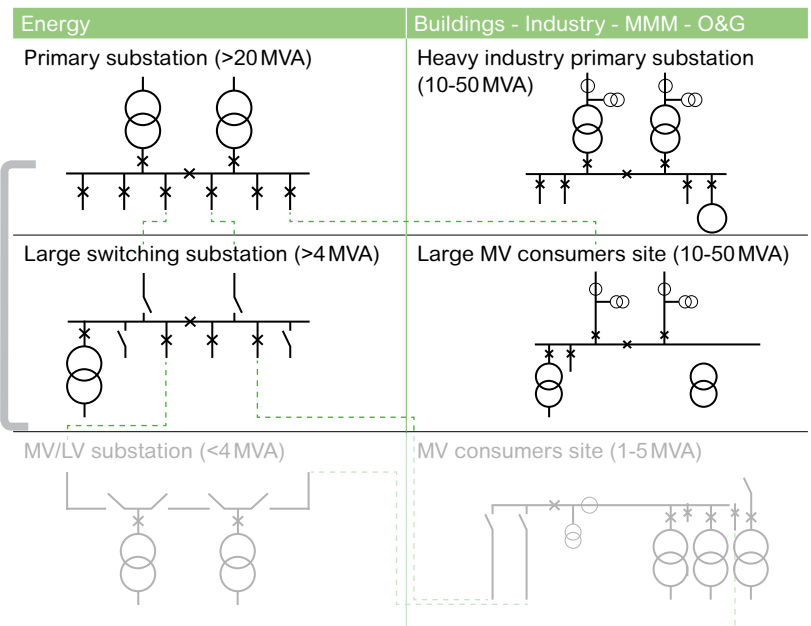 Energy
Buildings - Industry - MMM - O&G
Primary substation (>20 MVA)
Heavy industry primary substation
(10-50 MVA)
Large switching substation (>4 MVA)
Large MV consumers site (10-50 MVA)
MV/LV substation (<4 MVA)
MV consumers site (1-5 MVA)